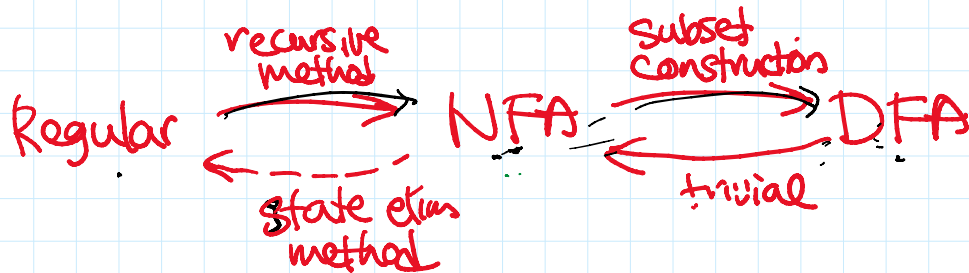 recursive
method
subset
construction
Regular
NFA
DFA
state elim
method
trivial